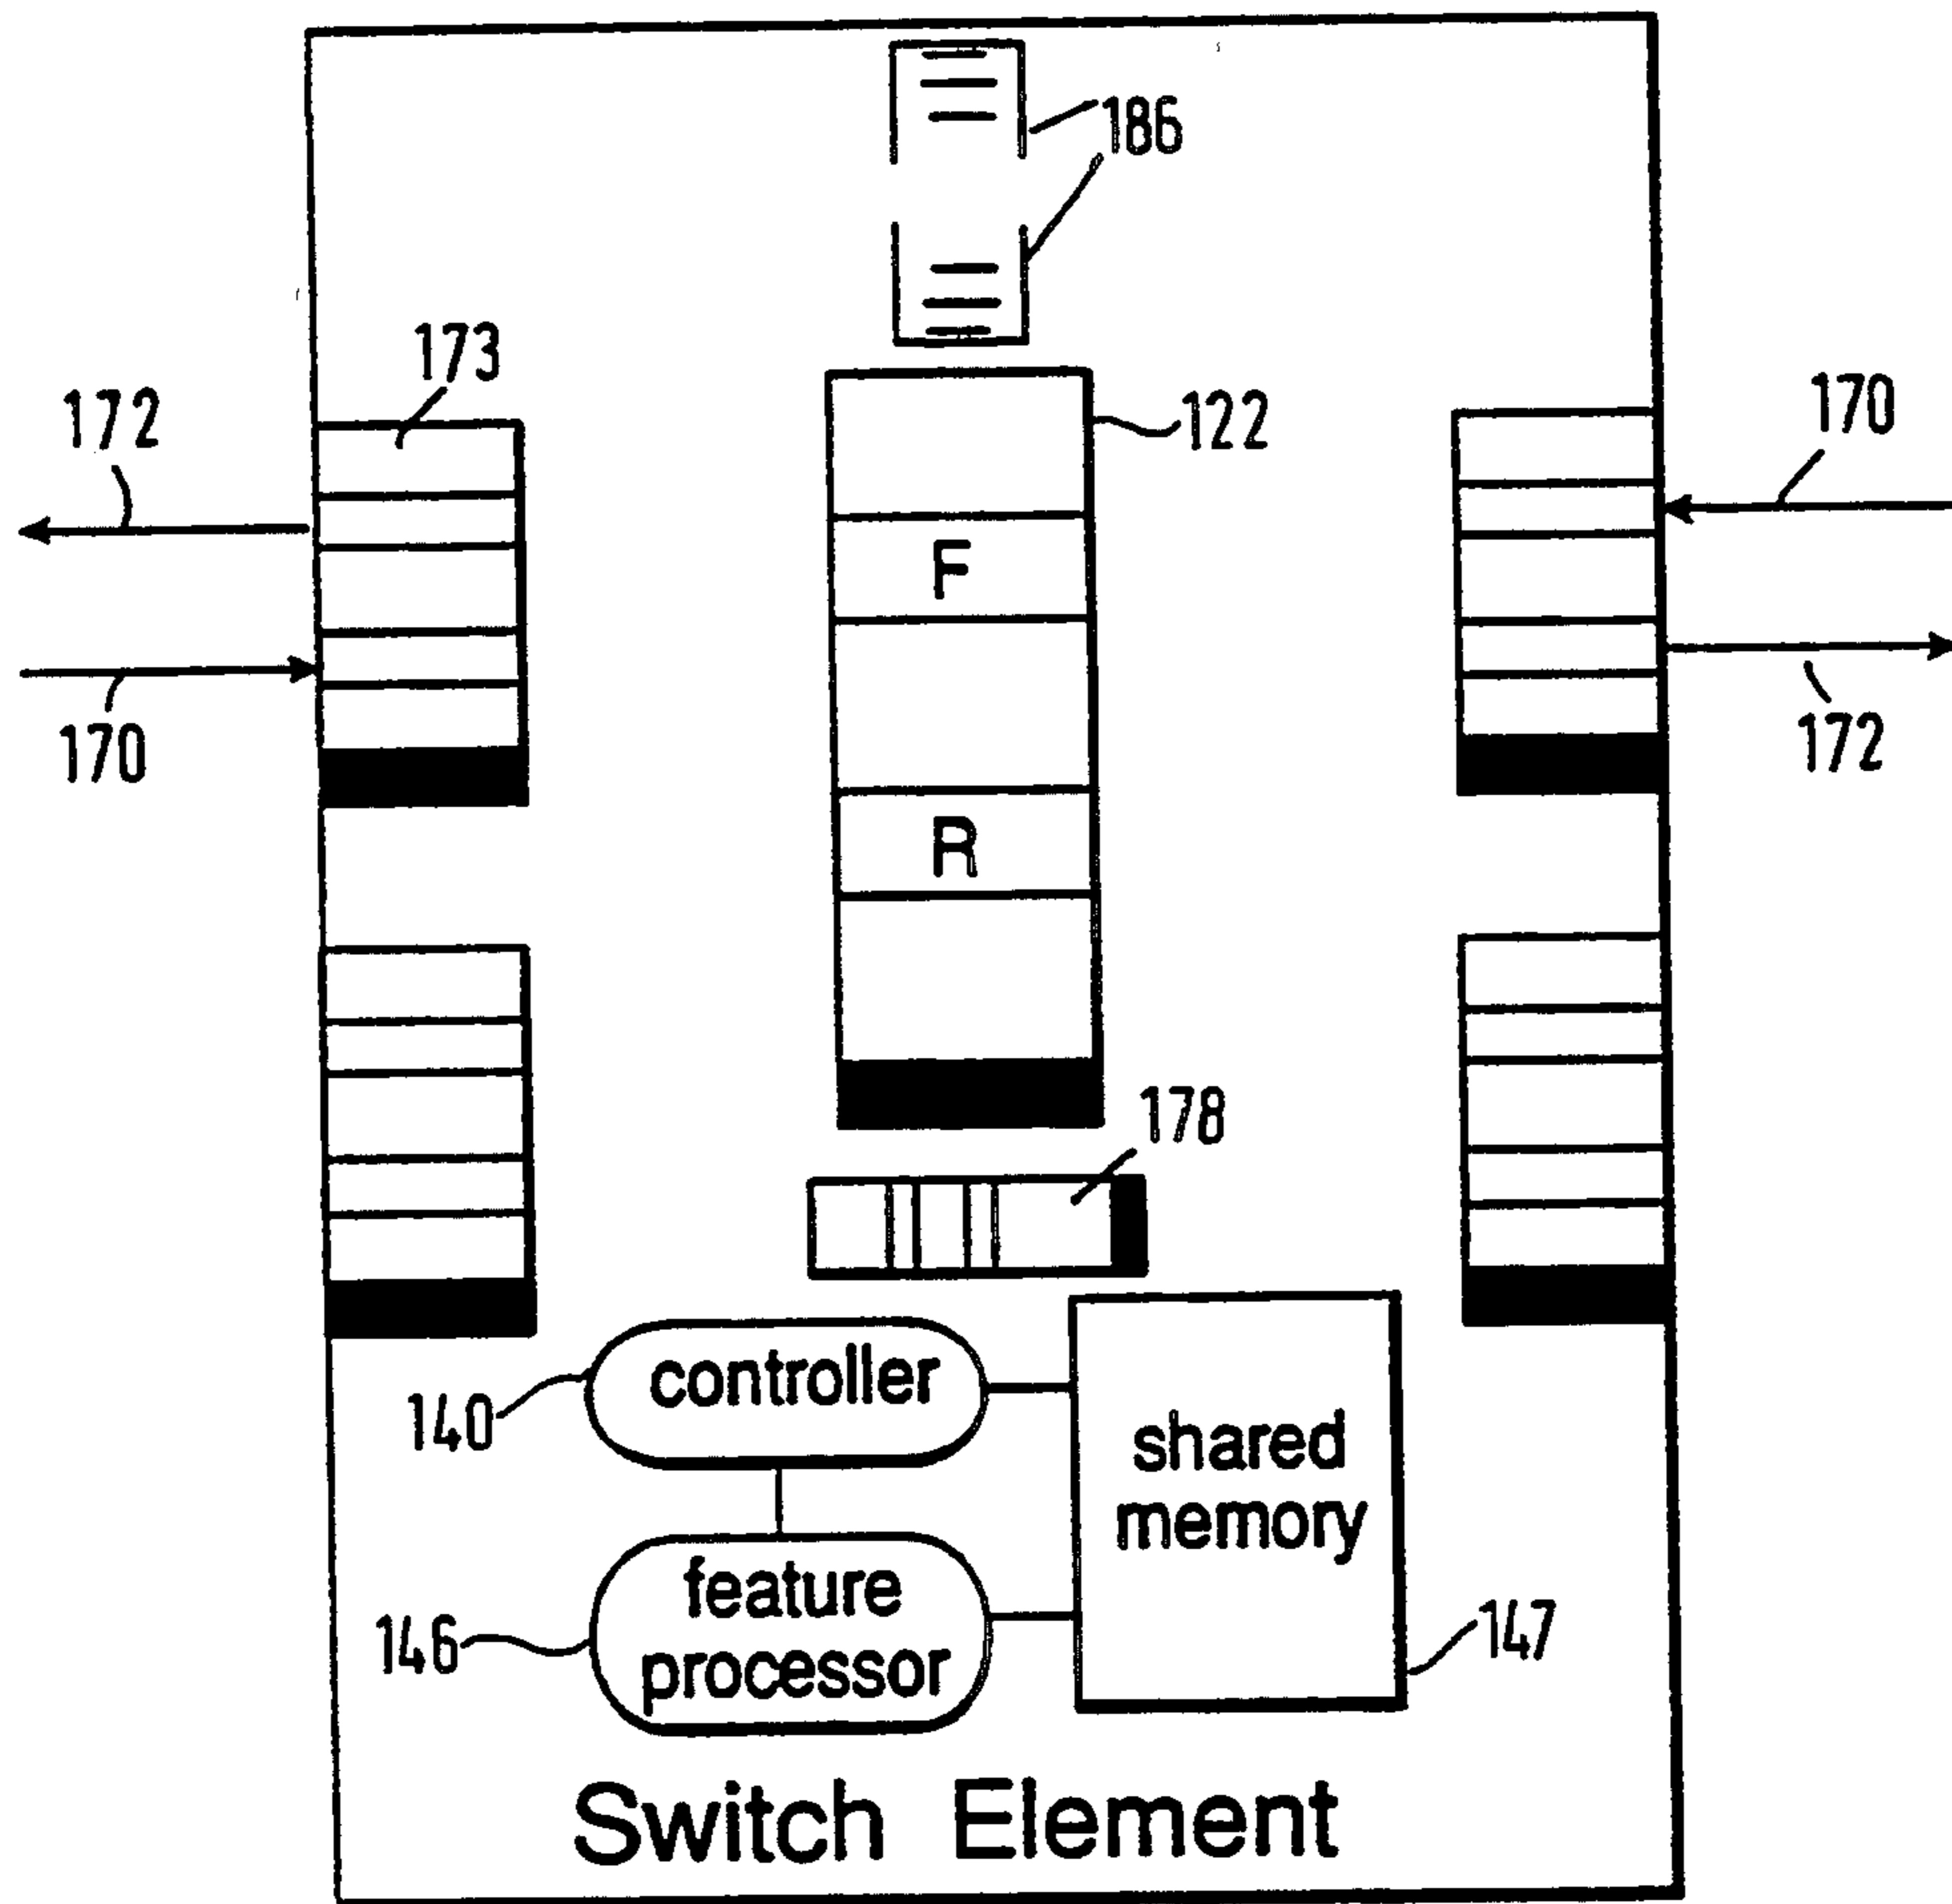 186
173
172
122
170
F
170
172
R
178
controller
140
shared
memory
feature
processor
146
147
Switch Element